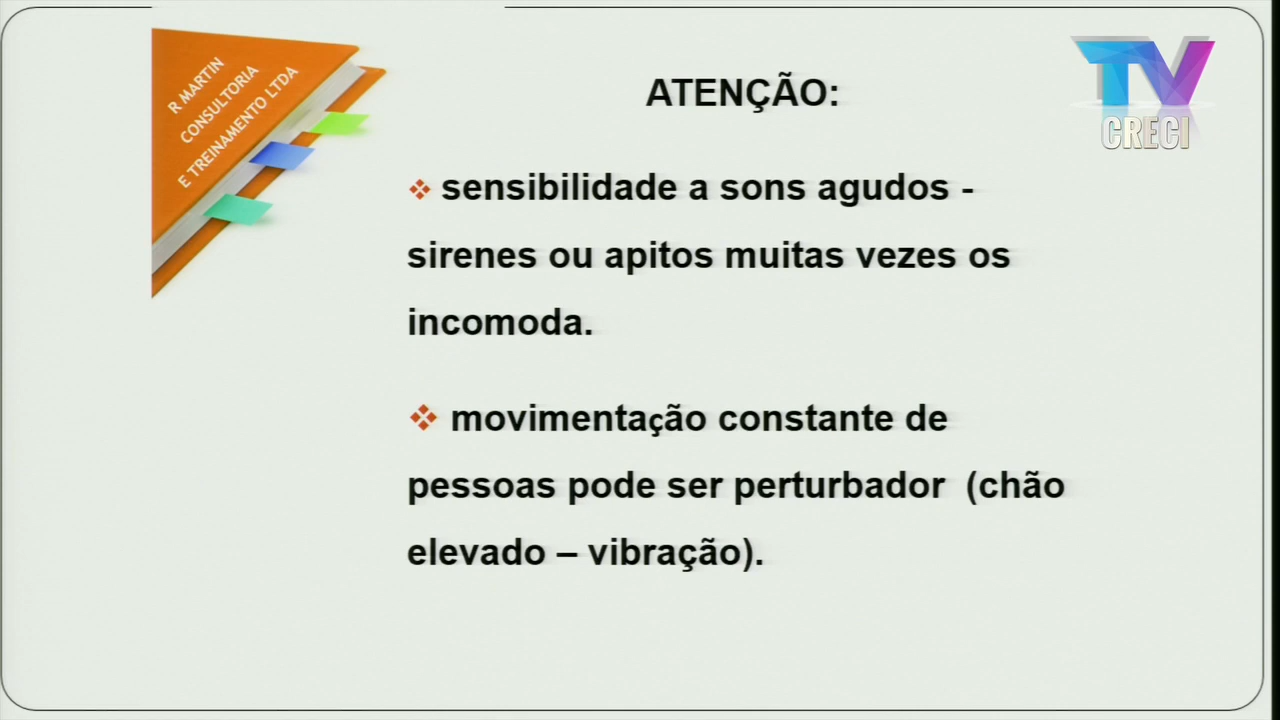 R MARTIN
CONSULTORIA
E TREINAMENTO LTDA
TV
CRECI
ATENÇÃO:
❖ sensibilidade a sons agudos -
sirenes ou apitos muitas vezes os
incomoda.
❖ movimentação constante de
pessoas pode ser perturbador (chão
elevado – vibração).